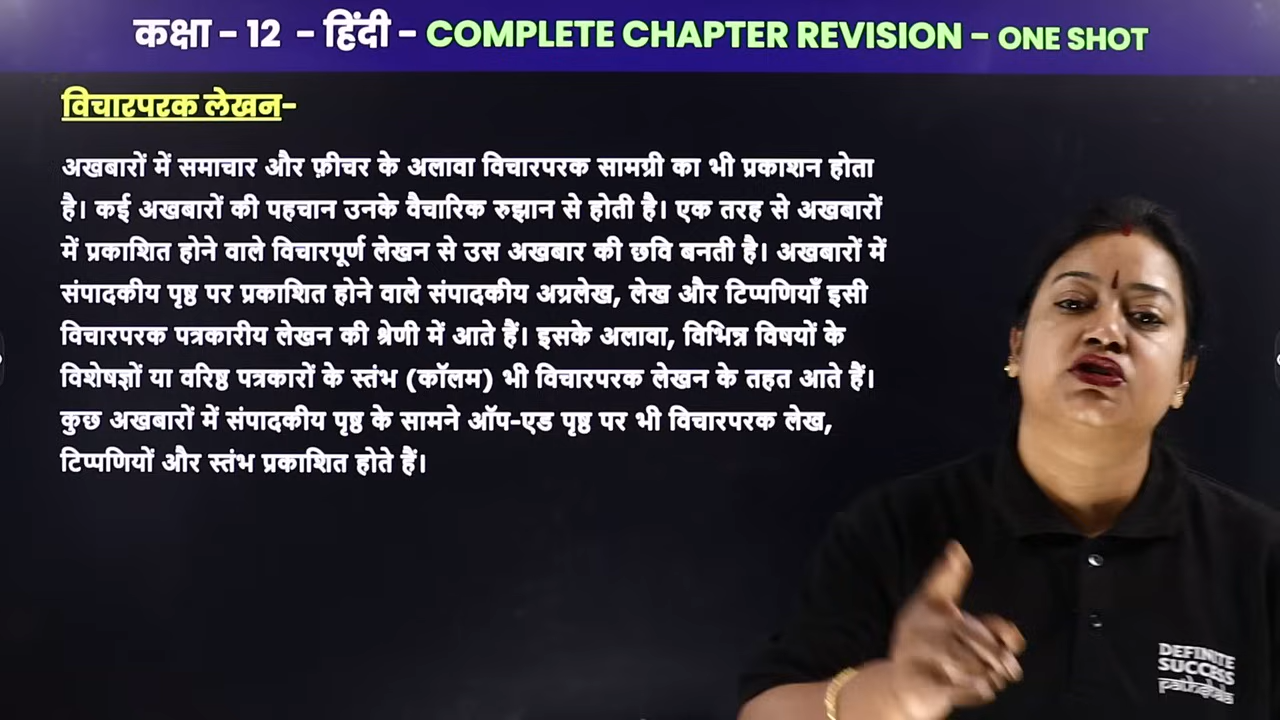 कक्षा - 12 - हिंदी - COMPLETE CHAPTER REVISION - ONE SHOT
विचारपरक लेखन-
अखबारों में समाचार और फ़ीचर के अलावा विचारपरक सामग्री का भी प्रकाशन होता
है। कई अखबारों की पहचान उनके वैचारिक रुझान से होती है। एक तरह से अखबारों
में प्रकाशित होने वाले विचारपूर्ण लेखन से उस अखबार की छवि बनती है। अखबारों में
संपादकीय पृष्ठ पर प्रकाशित होने वाले संपादकीय अग्रलेख, लेख और टिप्पणियाँ इसी
विचारपरक पत्रकारीय लेखन की श्रेणी में आते हैं। इसके अलावा, विभिन्न विषयों के
विशेषज्ञों या वरिष्ठ पत्रकारों के स्तंभ (कॉलम) भी विचारपरक लेखन के तहत आते हैं।
कुछ अखबारों में संपादकीय पृष्ठ के सामने ऑप-एड पृष्ठ पर भी विचारपरक लेख,
टिप्पणियों और स्तंभ प्रकाशित होते हैं।
DEFINITE
SUCCESS